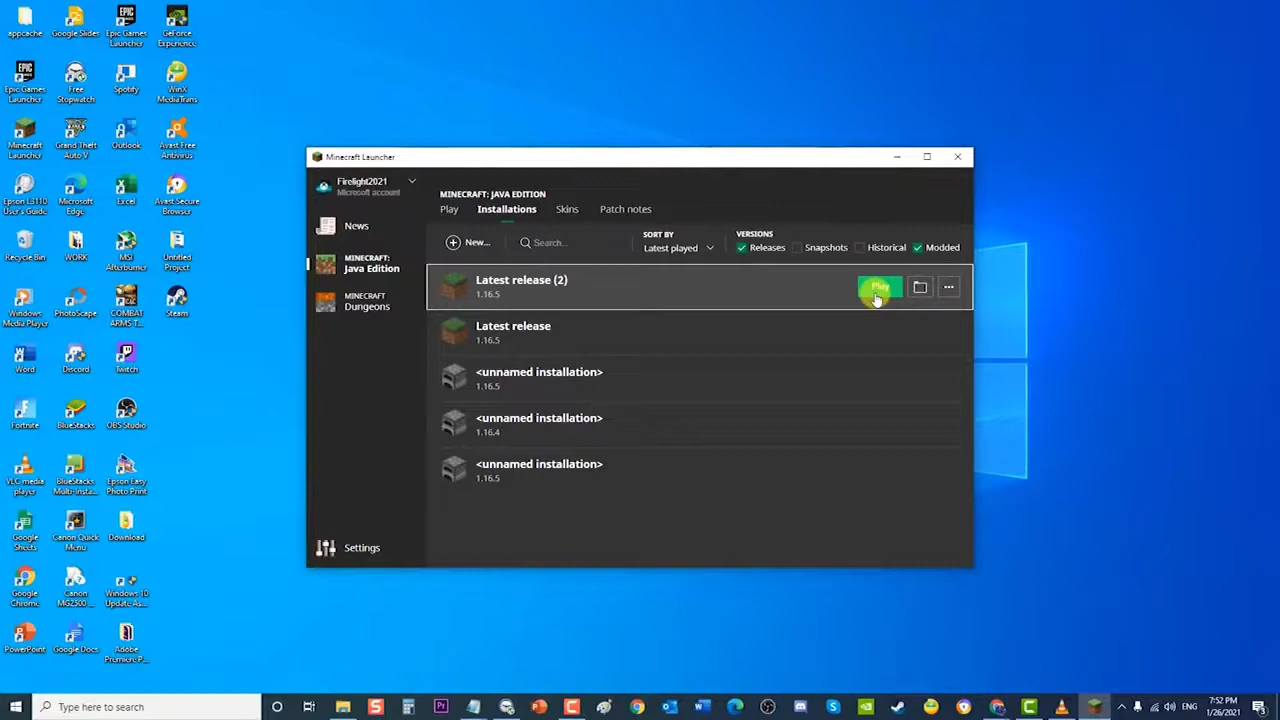 appcache
Google Slides
Epic Games
Launcher
GeForce
Experience
Epic Games
Launcher
Free
Stopwatch
Spotify
WinX
MediaTrans
Minecraft
Launcher
Grand Theft
Auto V
Outlook
Avast Free
Antivirus
Epson L3110
User's Guide
Microsoft
Edge
Excel
Avast Secure
Browser
Recycle Bin
WORK
MSI
Afterburner
Untitled
Project
Windows
Media Player
PhotoScape
COMBAT
ARMS T...
Steam
Word
Discord
Twitch
Fortnite
BlueStacks
OBS Studio
VLC media
player
BlueStacks
Multi-Insta...
Epson Easy
Photo Print
Google
Sheets
Canon Quick
Menu
Download
Google
Chrome
Canon
MG2500 ...
Windows 10
Update As...
PowerPoint
Google Docs
Adobe
Premiere P...
Minecraft Launcher
Firelight2021
Microsoft account
News
MINECRAFT:
Java Edition
MINECRAFT
Dungeons
Settings
MINECRAFT: JAVA EDITION
Play Installations Skins Patch notes
New...
Search...
SORT BY
Latest played
VERSIONS
Releases Snapshots Historical Modded
Latest release (2)
1.16.5
Play
Latest release
1.16.5
<unnamed installation>
1.16.5
<unnamed installation>
1.16.4
<unnamed installation>
1.16.5
Type here to search
ENG
7:52 PM
1/26/2021